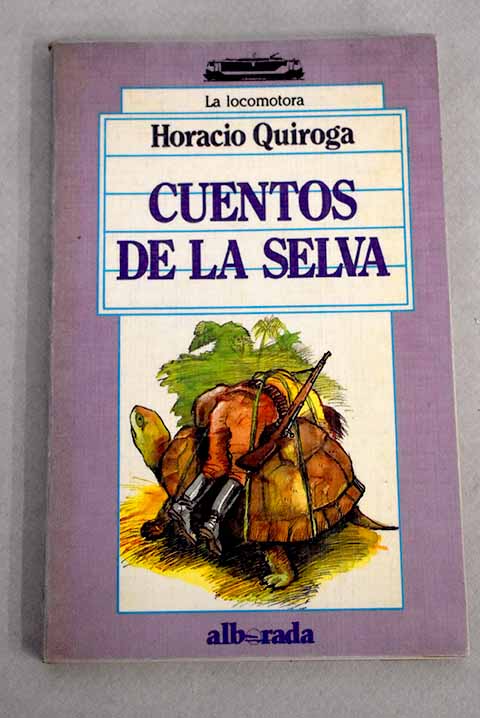 La locomotora
Horacio Quiroga
CUENTOS
DE LA SELVA
alborada